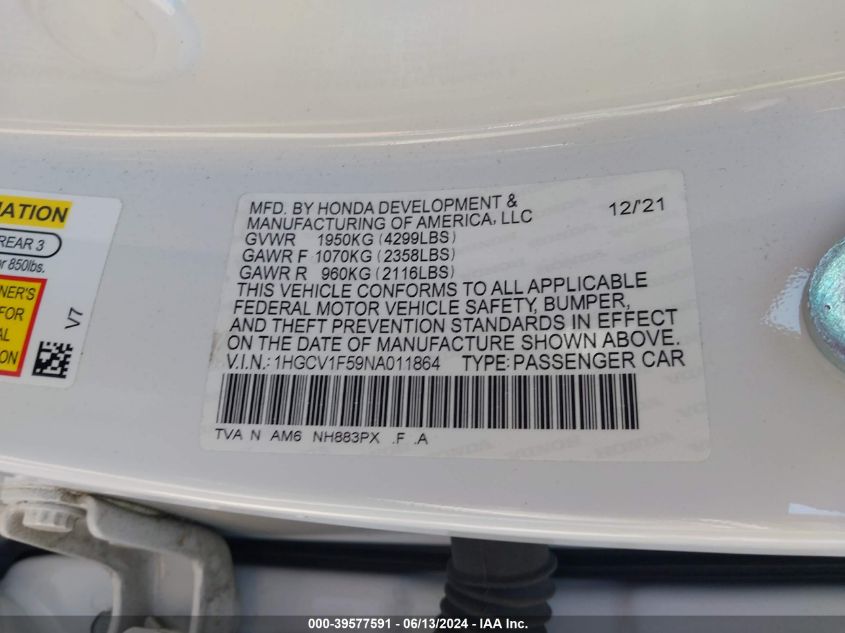 MATION
REAR 3
or 850lbs.
NER'S
FOR
AL
ION
V7
MFD. BY HONDA DEVELOPMENT & 12/'21
MANUFACTURING OF AMERICA, LLC
GVWR 1950KG (4299LBS)
GAWR F 1070KG (2358LBS)
GAWR R 960KG (2116LBS)
THIS VEHICLE CONFORMS TO ALL APPLICABLE
FEDERAL MOTOR VEHICLE SAFETY, BUMPER,
AND THEFT PREVENTION STANDARDS IN EFFECT
ON THE DATE OF MANUFACTURE SHOWN ABOVE.
V.I.N.: 1HGCV1F59NA011864 TYPE: PASSENGER CAR
TVA N AM6 NH883PX .F .A
000-39577591 - 06/13/2024 - IAA Inc.